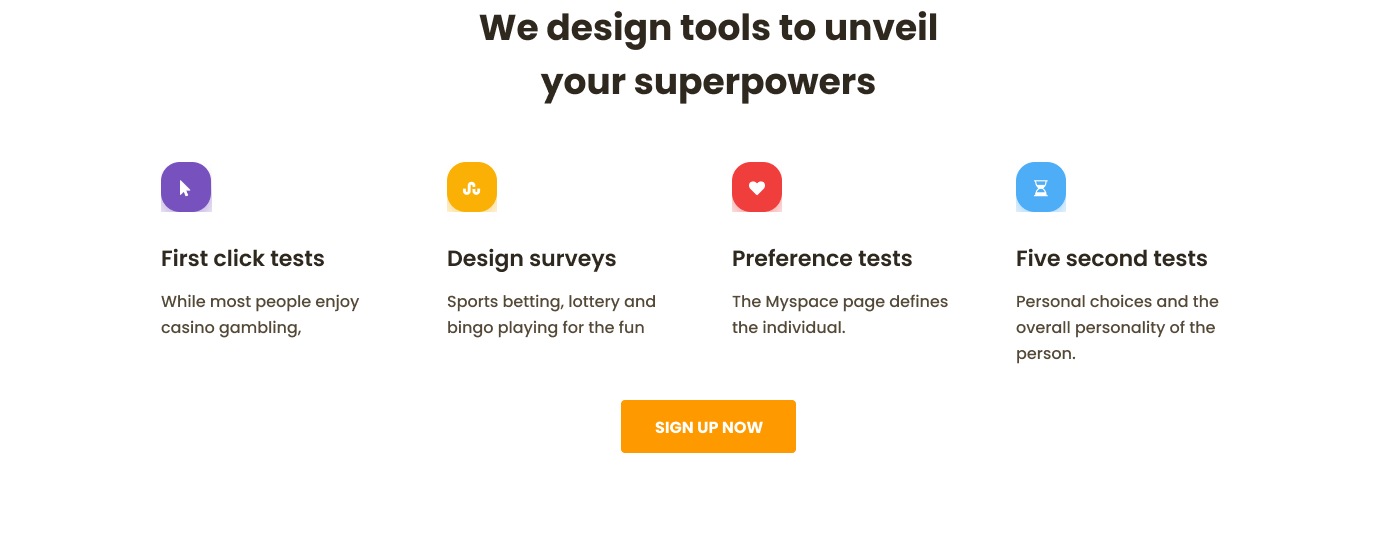 We design tools to unveil
your superpowers
First click tests
While most people enjoy
casino gambling,
Design surveys
Sports betting, lottery and
bingo playing for the fun
Preference tests
The Myspace page defines
the individual.
Five second tests
Personal choices and the
overall personality of the
person.
SIGN UP NOW